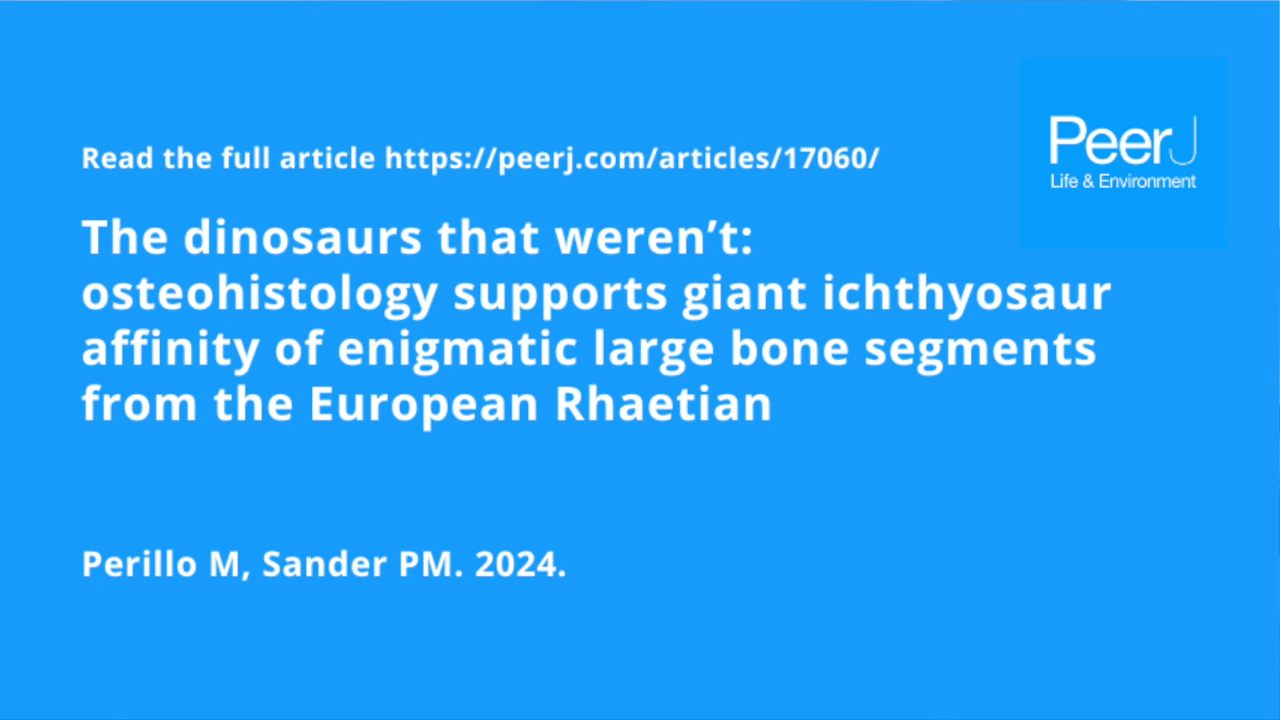 PeerJ
Life & Environment
Read the full article https://peerj.com/articles/17060/
The dinosaurs that weren’t:
osteohistology supports giant ichthyosaur
affinity of enigmatic large bone segments
from the European Rhaetian
Perillo M, Sander PM. 2024.